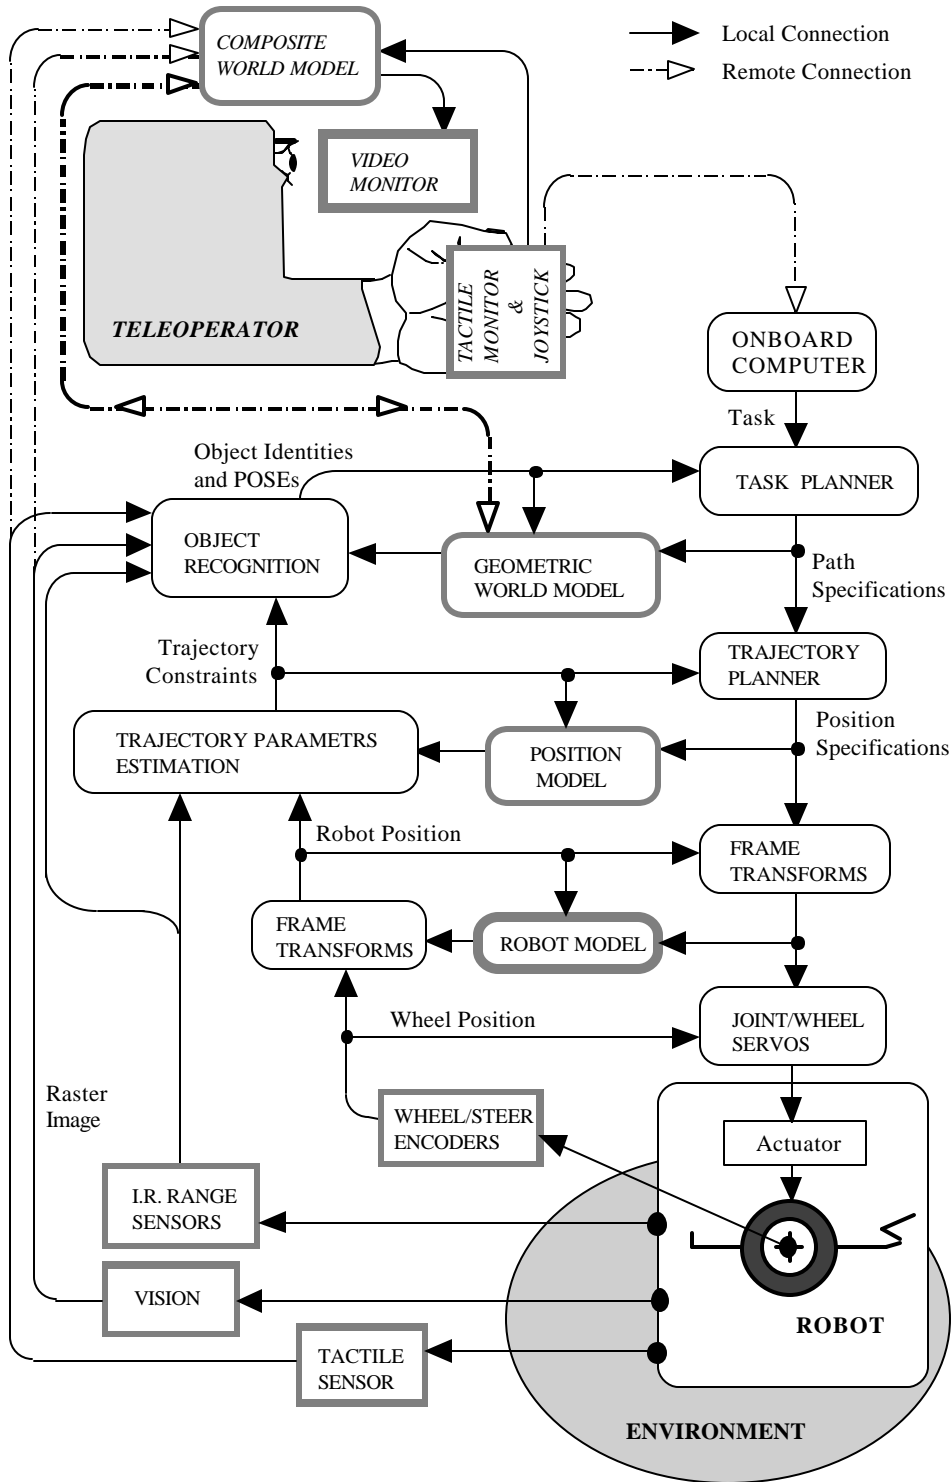 COMPOSITE
WORLD MODEL
Local Connection
Remote Connection
VIDEO
MONITOR
TELEOPERATOR
TACTILE
MONITOR
&
JOYSTICK
ONBOARD
COMPUTER
Task
Object Identities
and POSEs
TASK PLANNER
OBJECT
RECOGNITION
GEOMETRIC
WORLD MODEL
Path
Specifications
Trajectory
Constraints
TRAJECTORY
PLANNER
TRAJECTORY PARAMETRS
ESTIMATION
POSITION
MODEL
Position
Specifications
Robot Position
FRAME
TRANSFORMS
FRAME
TRANSFORMS
ROBOT MODEL
Wheel Position
JOINT/WHEEL
SERVOS
Raster
Image
WHEEL/STEER
ENCODERS
Actuator
I.R. RANGE
SENSORS
VISION
ROBOT
TACTILE
SENSOR
ENVIRONMENT